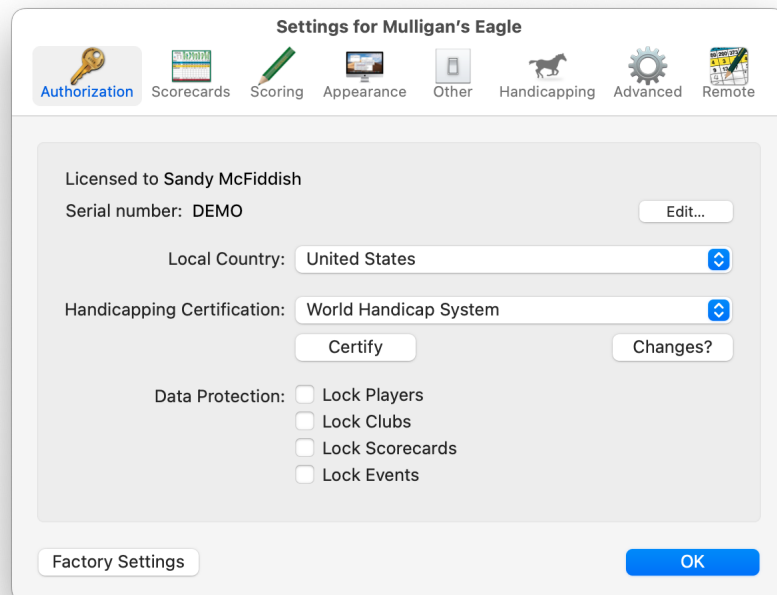 Settings for Mulligan's Eagle
Authorization Scorecards Scoring Appearance Other Handicapping Advanced Remote
Licensed to Sandy McFiddish
Serial number: DEMO
Edit...
Local Country: United States
Handicapping Certification: World Handicap System
Certify Changes?
Data Protection: Lock Players
Lock Clubs
Lock Scorecards
Lock Events
Factory Settings OK